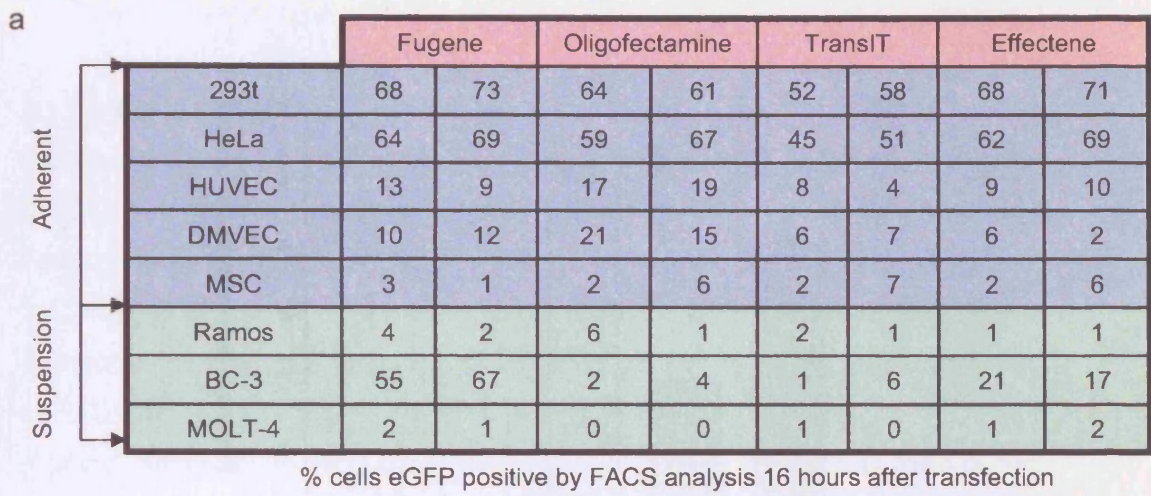 a
Fugene Oligofectamine TransIT Effectene
Adherent
293t 68 73 64 61 52 58 68 71
HeLa 64 69 59 67 45 51 62 69
HUVEC 13 9 17 19 8 4 9 10
DMVEC 10 12 21 15 6 7 6 2
MSC 3 1 2 6 2 7 2 6
Suspension
Ramos 4 2 6 1 2 1 1 1
BC-3 55 67 2 4 1 6 21 17
MOLT-4 2 1 0 0 1 0 1 2
% cells eGFP positive by FACS analysis 16 hours after transfection